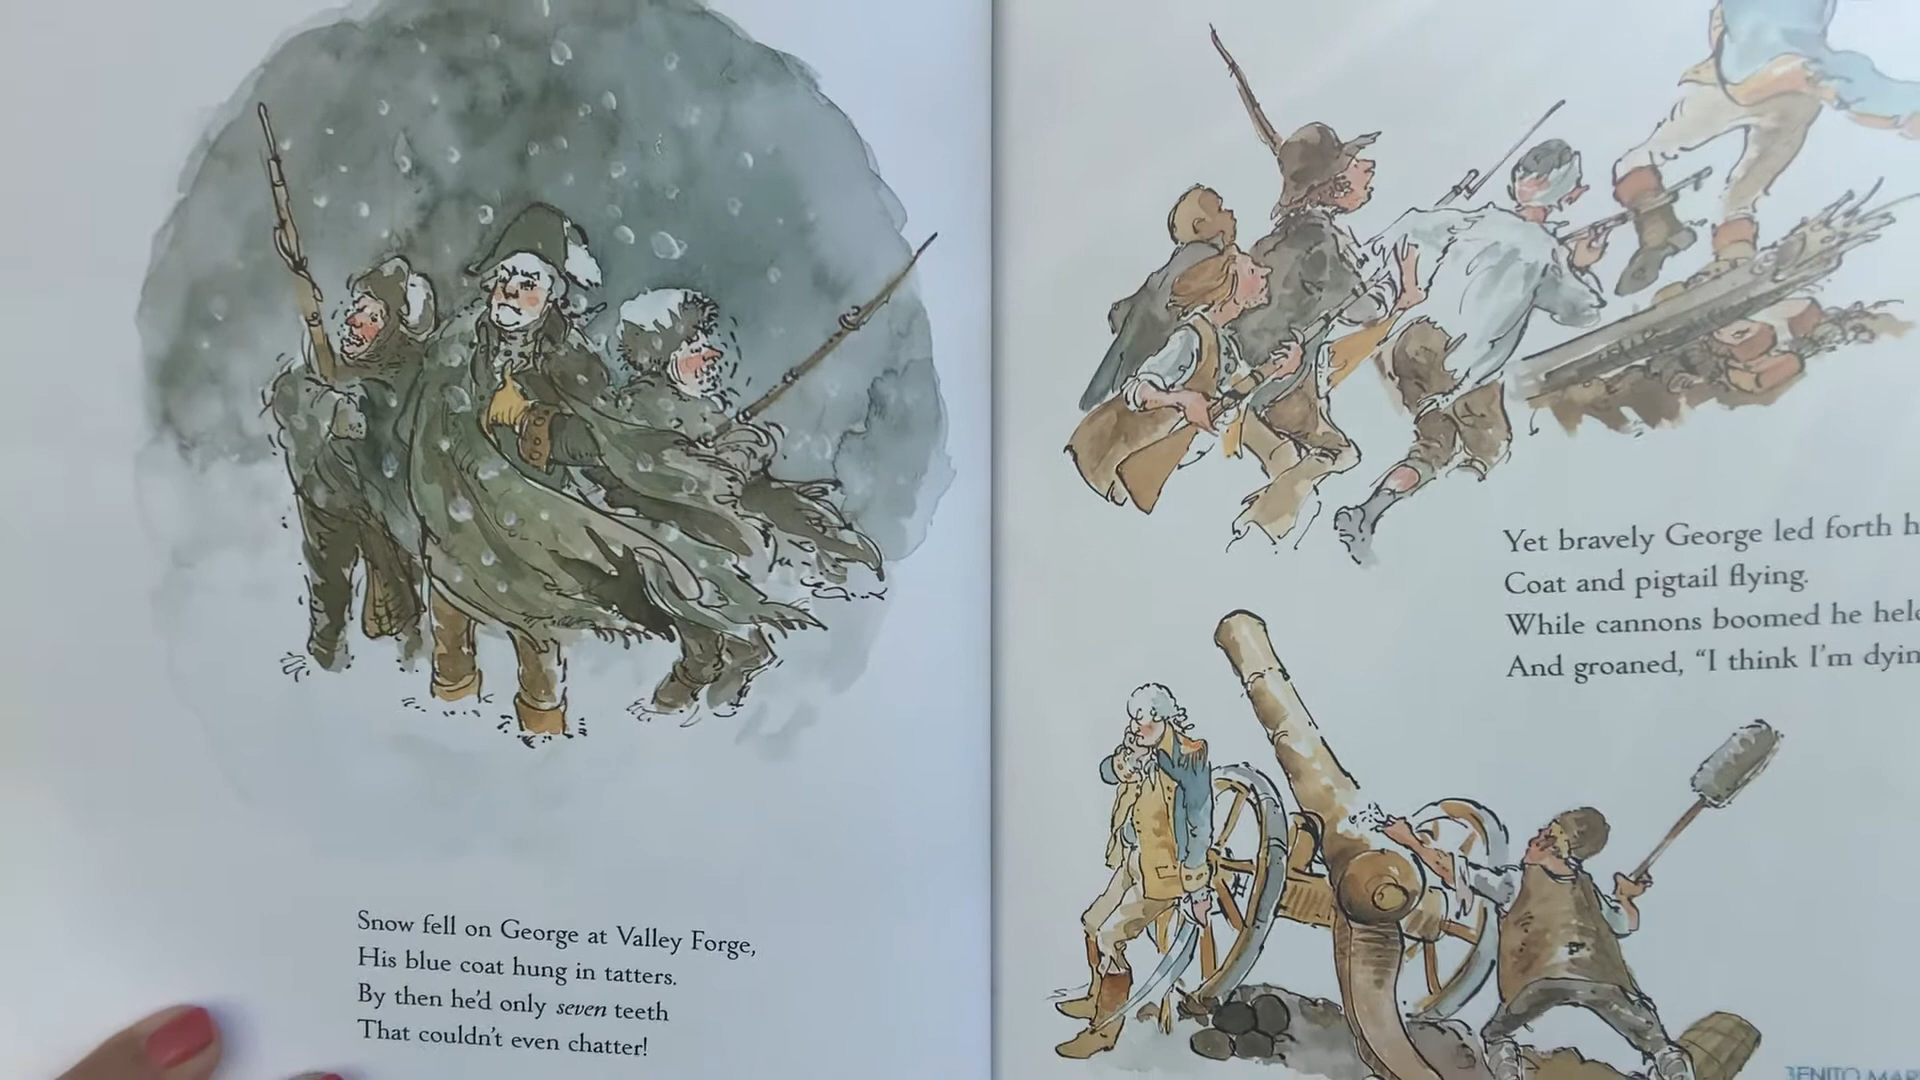 Snow fell on George at Valley Forge,
His blue coat hung in tatters.
By then he'd only seven teeth
That couldn't even chatter!
Yet bravely George led forth
Coat and pigtail flying.
While cannons boomed he
And groaned, “I think I'm
BENITO